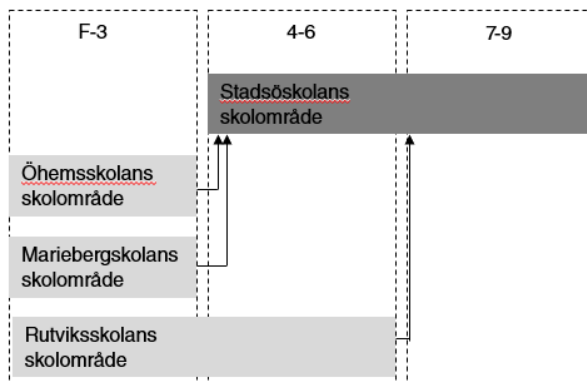 F-3
4-6
7-9
Stadsöskolans
skolområde
Öhemsskolans
skolområde
Mariebergskolans
skolområde
Rutviksskolans
skolområde